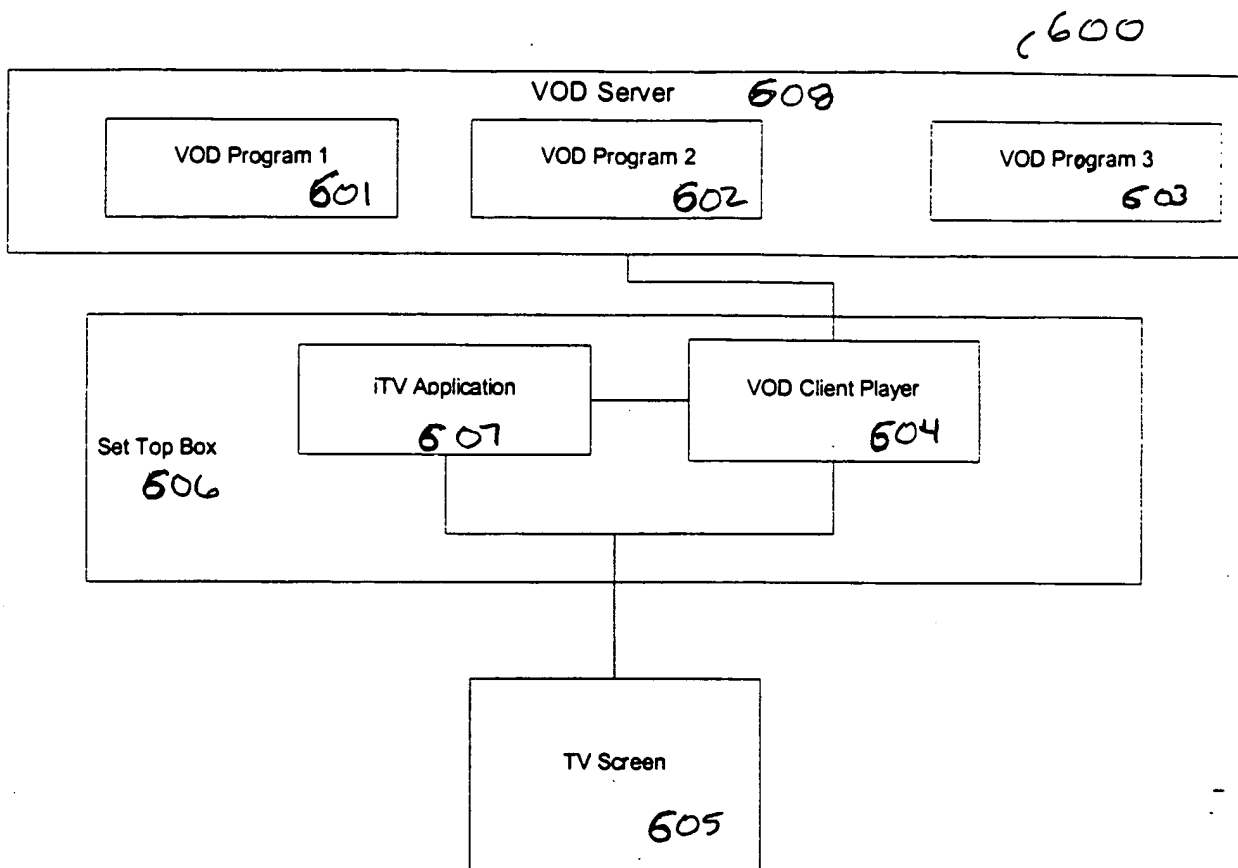 600
VOD Server 608
VOD Program 1
601
VOD Program 2
602
VOD Program 3
603
iTV Application
607
VOD Client Player
604
Set Top Box
606
TV Screen
605